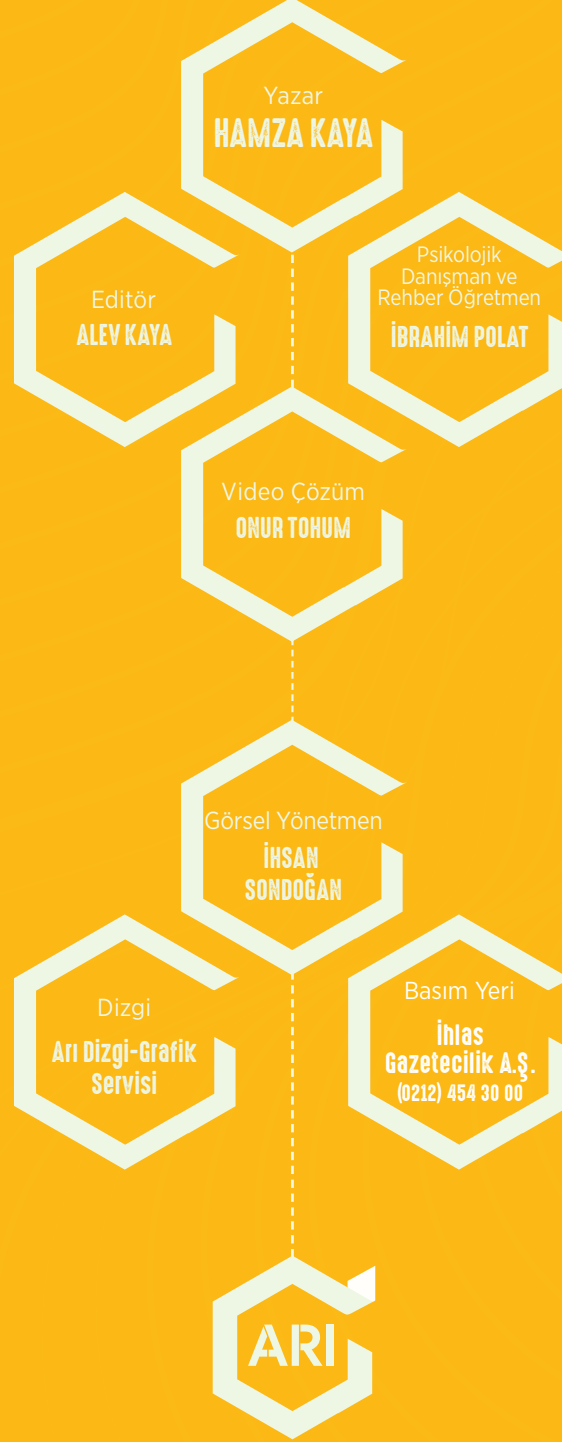 Yazar
HAMZA KAYA
Editör
ALEV KAYA
Psikolojik
Danışman ve
Rehber Öğretmen
İBRAHİM POLAT
Video Çözüm
ONUR TOHUM
Görsel Yönetmen
İHSAN
SONDOĞAN
Dizgi
Arı Dizgi-Grafik
Servisi
Basım Yeri
İhlas
Gazetecilik A.Ş.
(0212) 454 30 00
ARI